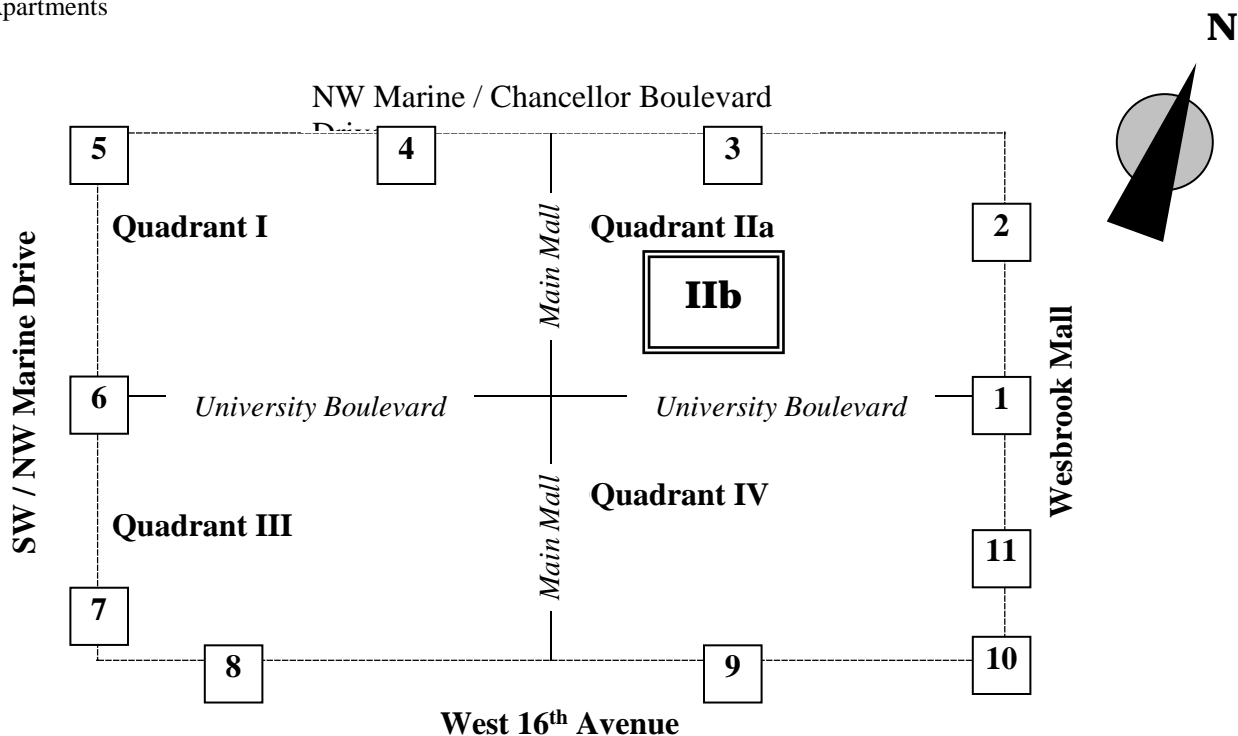 partments
N
NW Marine / Chancellor Boulevard
5
4
3
2
Quadrant I
Main Mall
Quadrant IIa
IIb
SW / NW Marine Drive
Wesbrook Mall
6
University Boulevard
University Boulevard
1
Quadrant III
Main Mall
Quadrant IV
11
7
8
9
10
West 16th Avenue